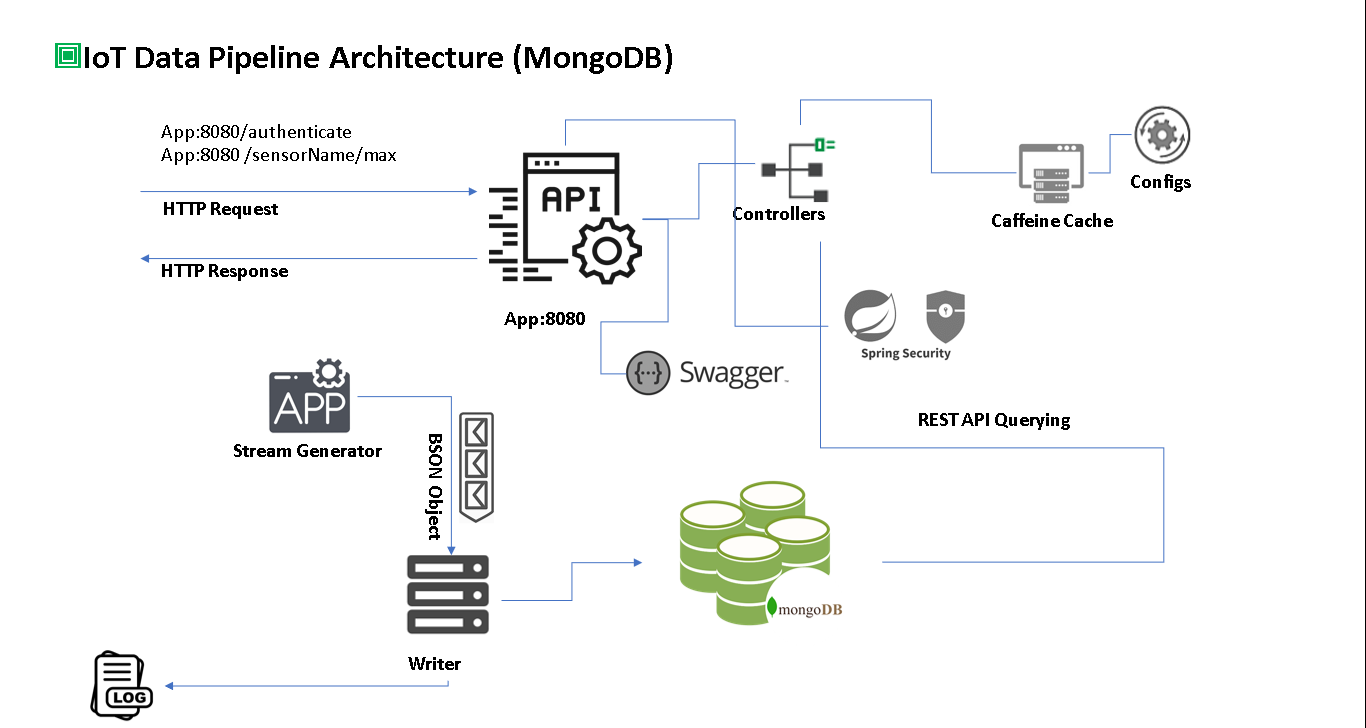 IoT Data Pipeline Architecture (MongoDB)
App:8080/authenticate
App:8080 /sensorName/max
HTTP Request
HTTP Response
API
App:8080
Controllers
Caffeine Cache
Configs
Spring Security
{···} Swagger™
REST API Querying
APP
Stream Generator
BSON Object
Writer
mongoDB
LOG